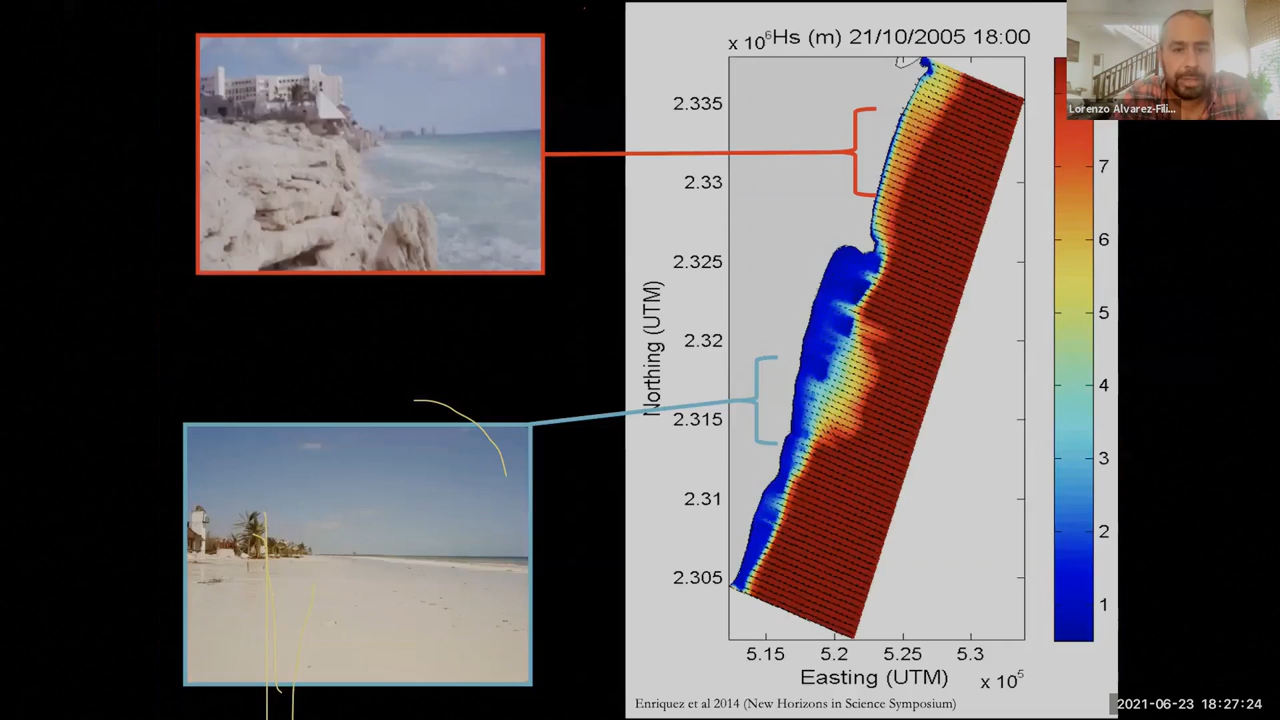 x 10⁶ Hs (m) 21/10/2005 18:00
Lorenzo Alvarez-Fili...
2.335
2.33
2.325
2.32
2.315
2.31
2.305
Northing (UTM)
5.15 5.2 5.25 5.3
Easting (UTM) x 10⁵
7
6
5
4
3
2
1
Enriquez et al 2014 (New Horizons in Science Symposium)
2021-06-23 18:27:24